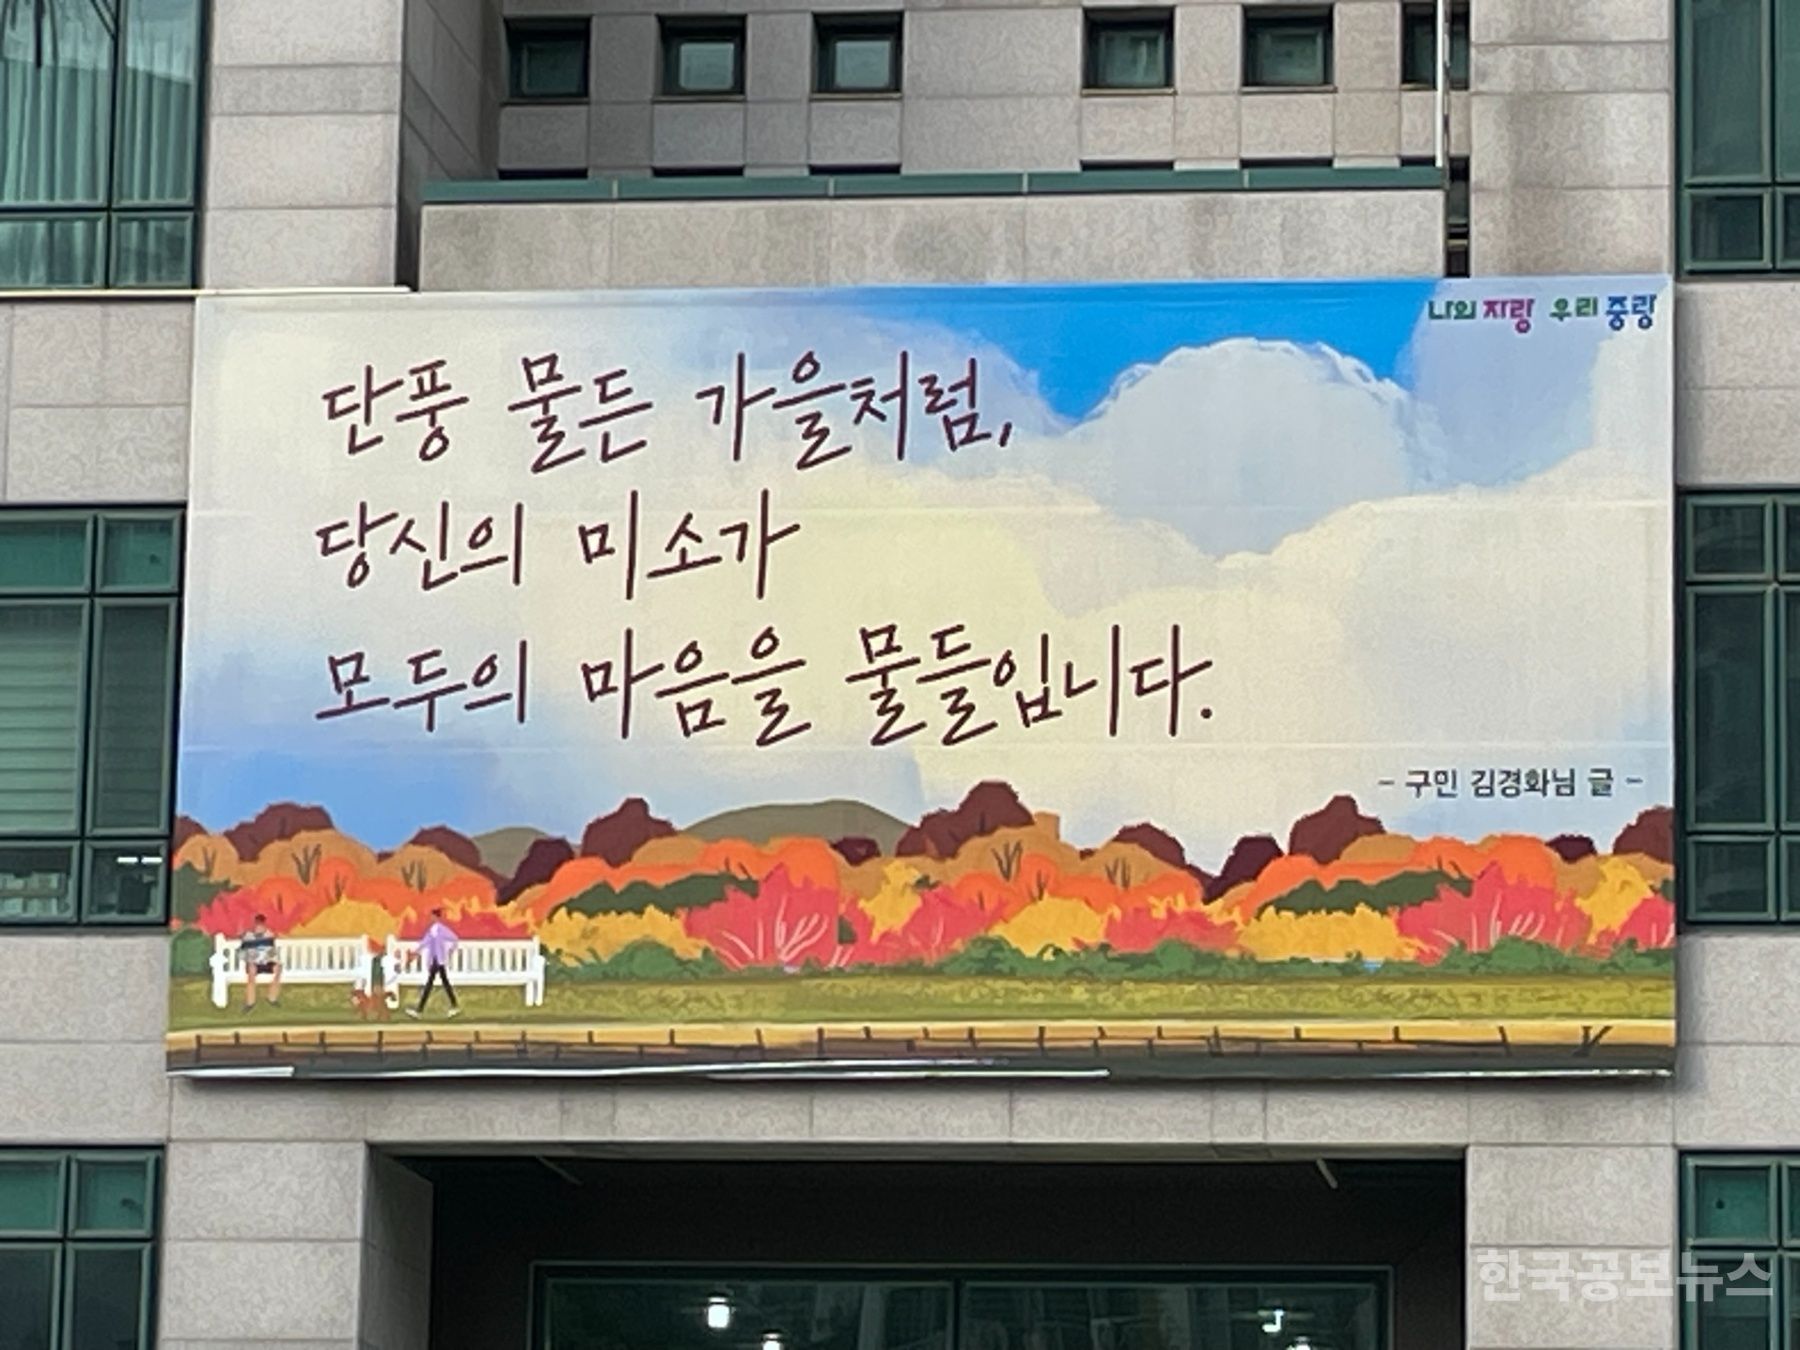 나의 자랑 우리 중랑
단풍 물든 가을처럼,
당신의 미소가
모두의 마음을 물들입니다.
- 구민 김경화님 글 -
한국공보뉴스